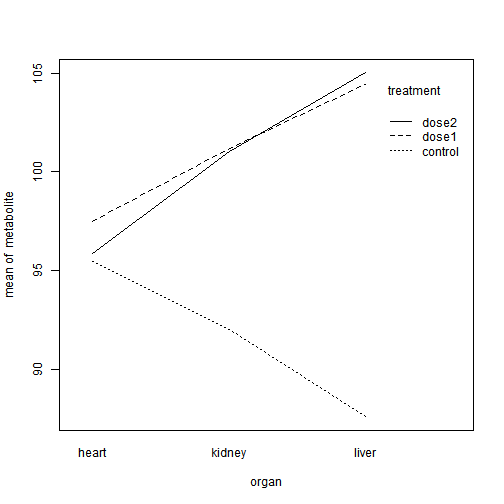 105
100
95
90
mean of metabolite
treatment
dose2
dose1
control
heart kidney liver
organ